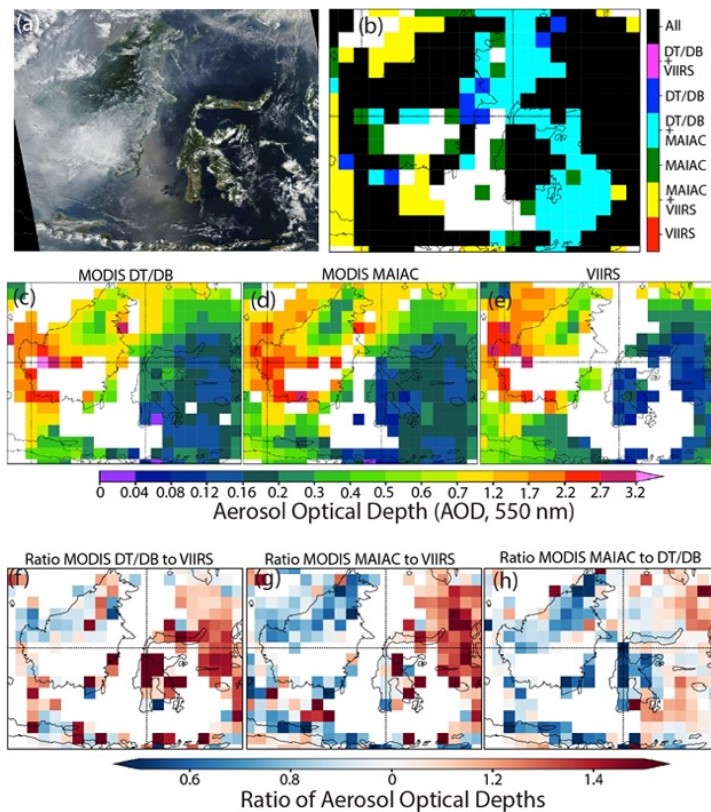 (a)
(b)
All
DT/DB
+
VIIRS
DT/DB
DT/DB
+
MAIAC
MAIAC
MAIAC
+
VIIRS
VIIRS
MODIS DT/DB
MODIS MAIAC
VIIRS
(c)
(d)
(e)
0 0.04 0.08 0.12 0.16 0.2 0.3 0.4 0.5 0.6 0.7 1.2 1.7 2.2 2.7 3.2
Aerosol Optical Depth (AOD, 550 nm)
Ratio MODIS DT/DB to VIIRS
Ratio MODIS MAIAC to VIIRS
Ratio MODIS MAIAC to DT/DB
(f)
(g)
(h)
0.6 0.8 0 1.2 1.4
Ratio of Aerosol Optical Depths